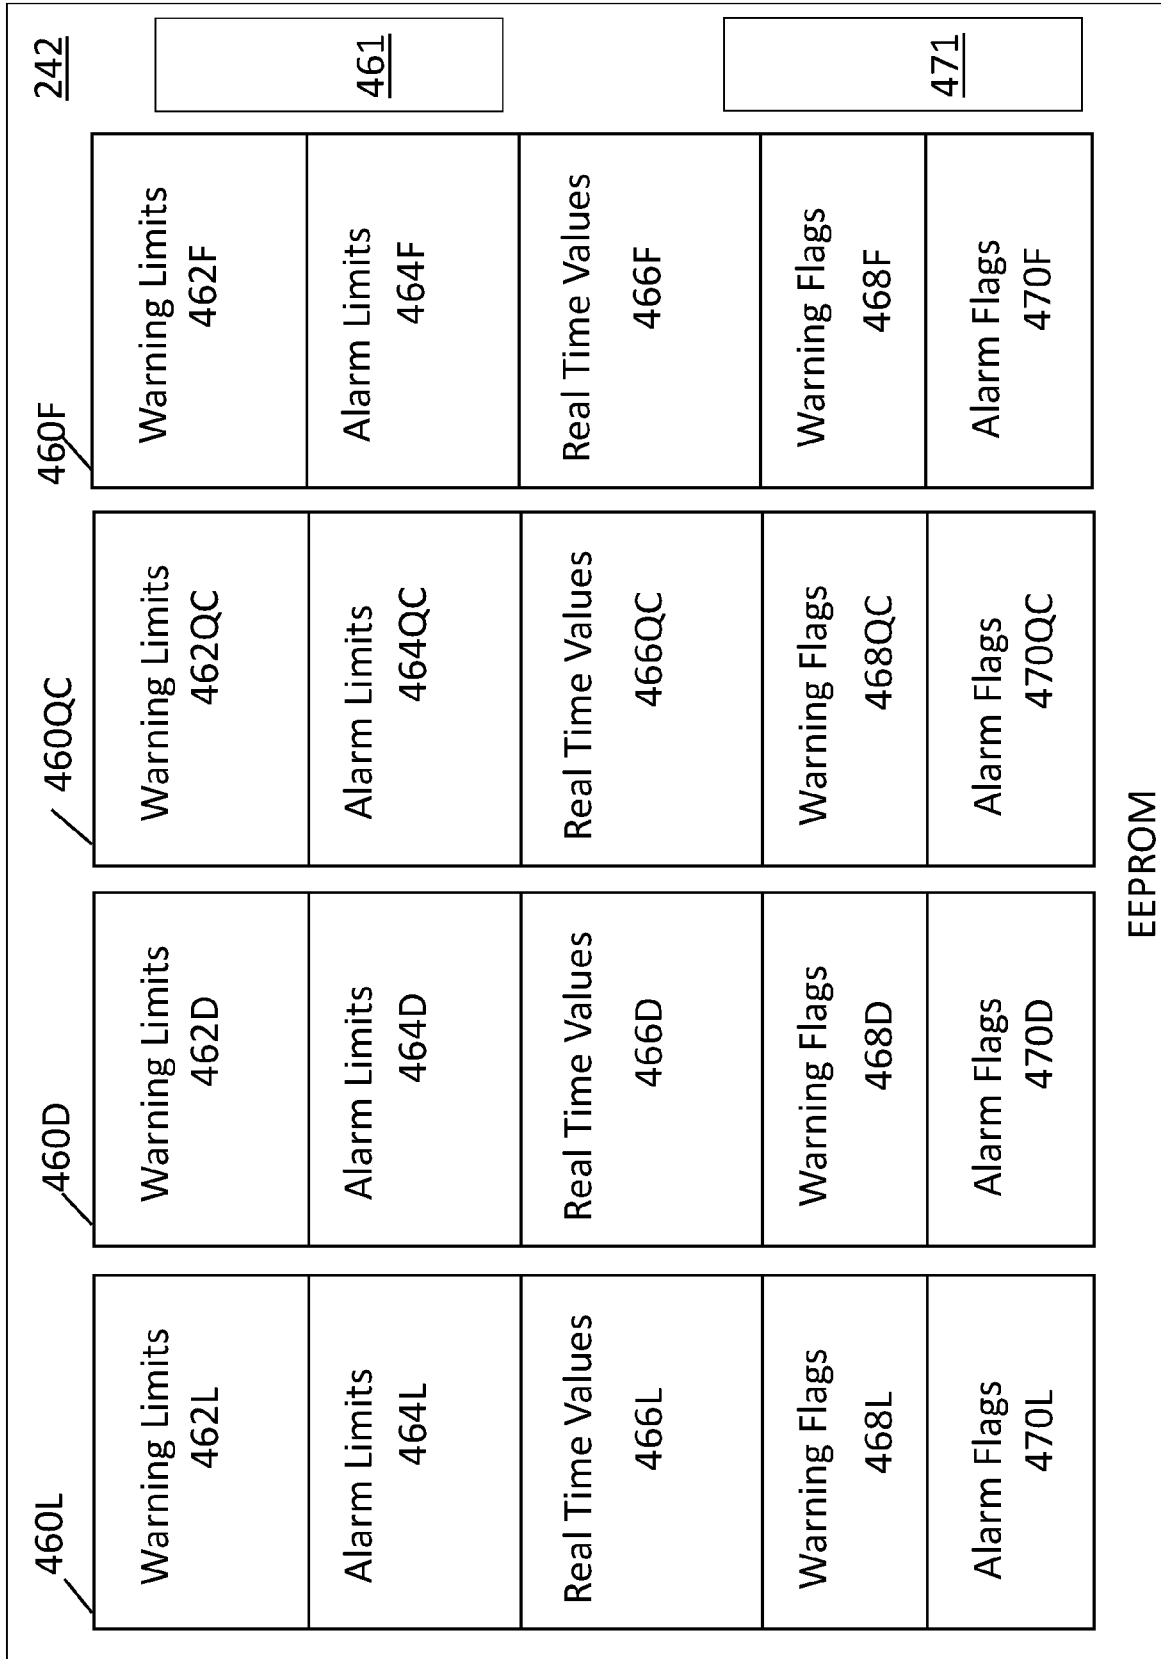 460L
460D
460QC
460F
242
Warning Limits
462L
Alarm Limits
464L
Real Time Values
466L
Warning Flags
468L
Alarm Flags
470L
Warning Limits
462D
Alarm Limits
464D
Real Time Values
466D
Warning Flags
468D
Alarm Flags
470D
Warning Limits
462QC
Alarm Limits
464QC
Real Time Values
466QC
Warning Flags
468QC
Alarm Flags
470QC
Warning Limits
462F
Alarm Limits
464F
Real Time Values
466F
Warning Flags
468F
Alarm Flags
470F
461
471
EEPROM